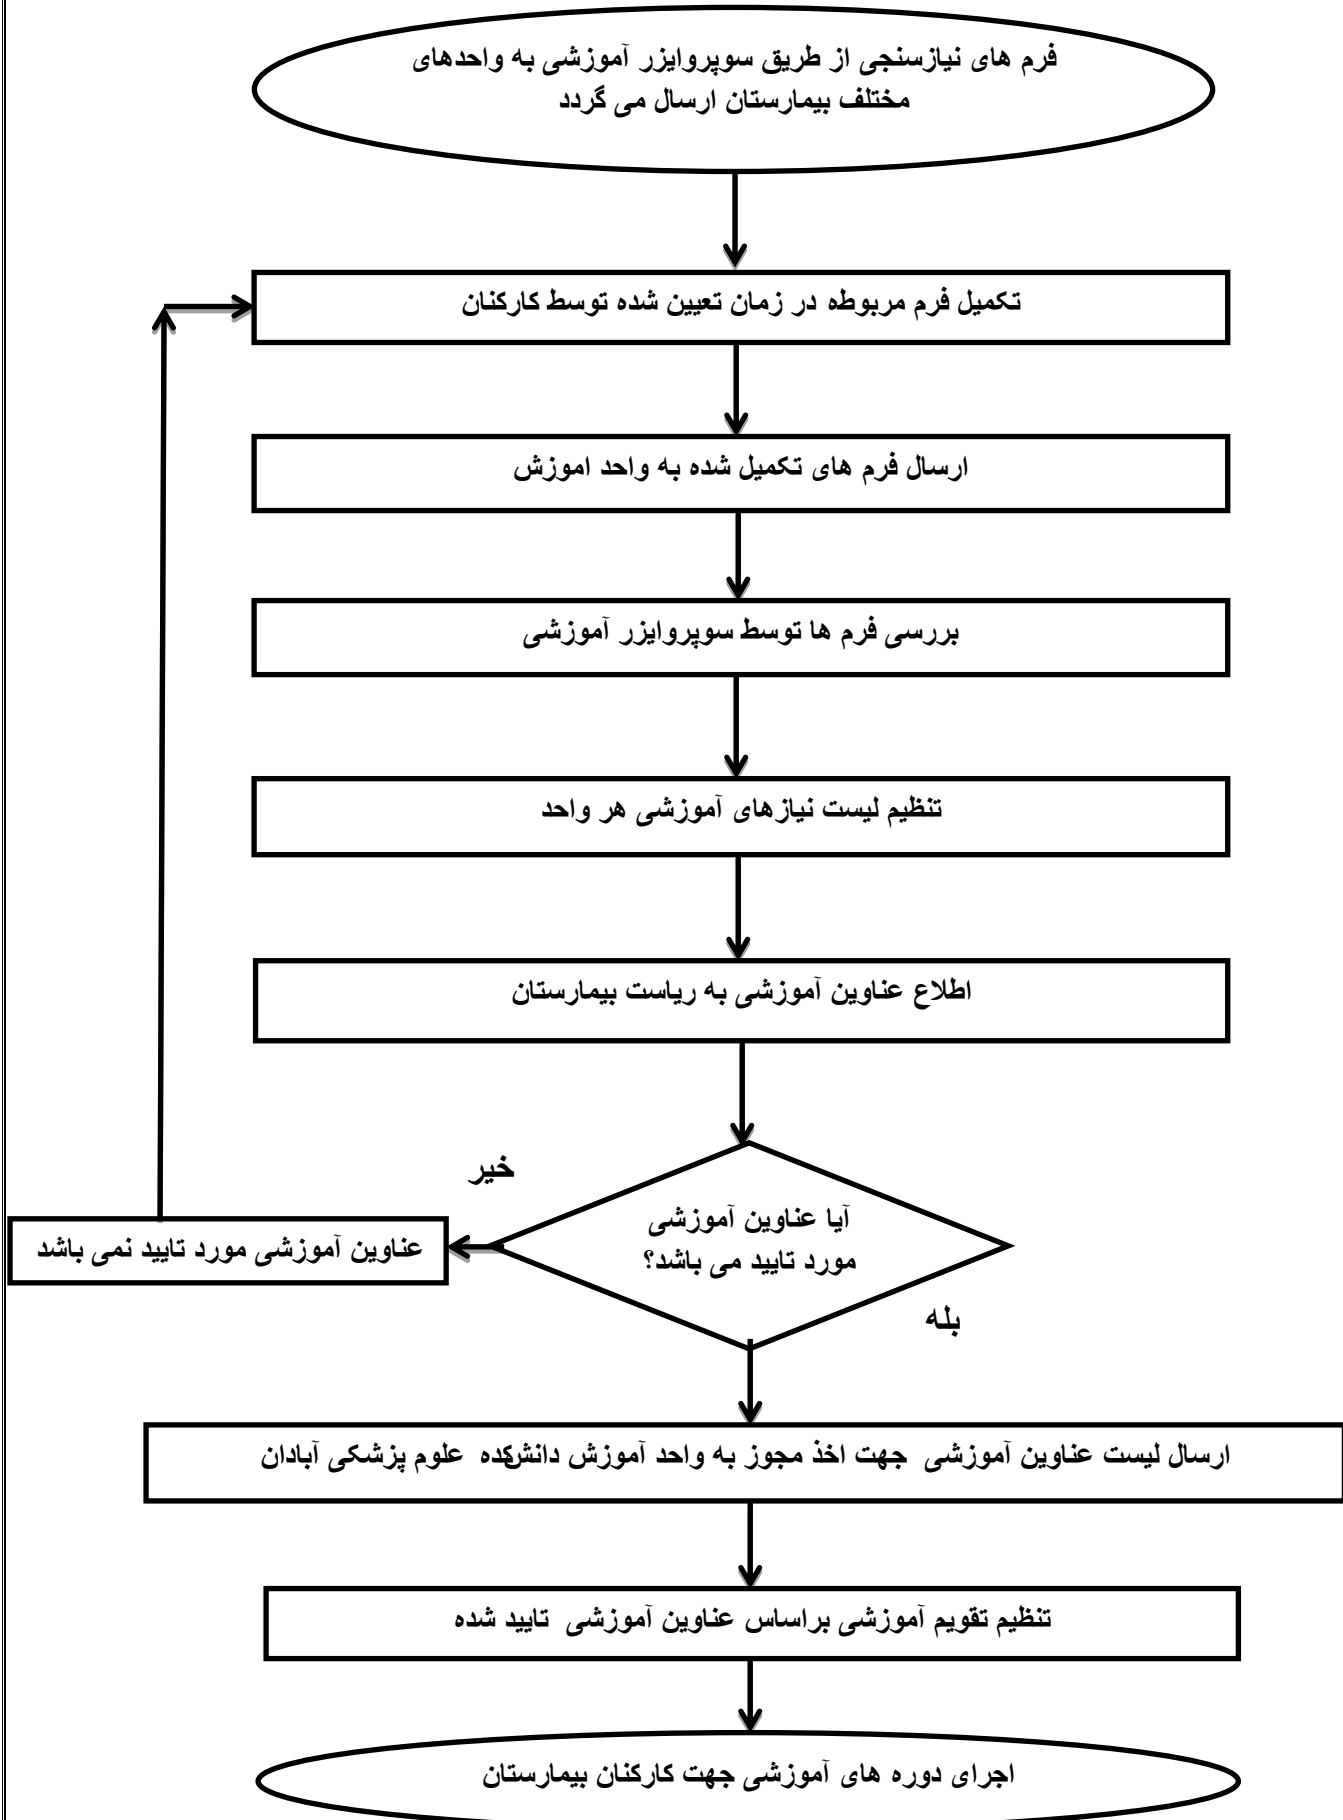 فرم های نیازسنجی از طریق سوپروایزر آموزشی به واحدهای
مختلف بیمارستان ارسال می گردد
تکمیل فرم مربوطه در زمان تعیین شده توسط کارکنان
ارسال فرم های تکمیل شده به واحد اموزش
بررسی فرم ها توسط سوپروایزر آموزشی
تنظیم لیست نیازهای آموزشی هر واحد
اطلاع عناوین آموزشی به ریاست بیمارستان
خیر
آیا عناوین آموزشی
مورد تایید می باشد؟
عناوین آموزشی مورد تایید نمی باشد
بله
ارسال لیست عناوین آموزشی جهت اخذ مجوز به واحد آموزش دانشکده علوم پزشکی آبادان
تنظیم تقویم آموزشی براساس عناوین آموزشی تایید شده
اجرای دوره های آموزشی جهت کارکنان بیمارستان